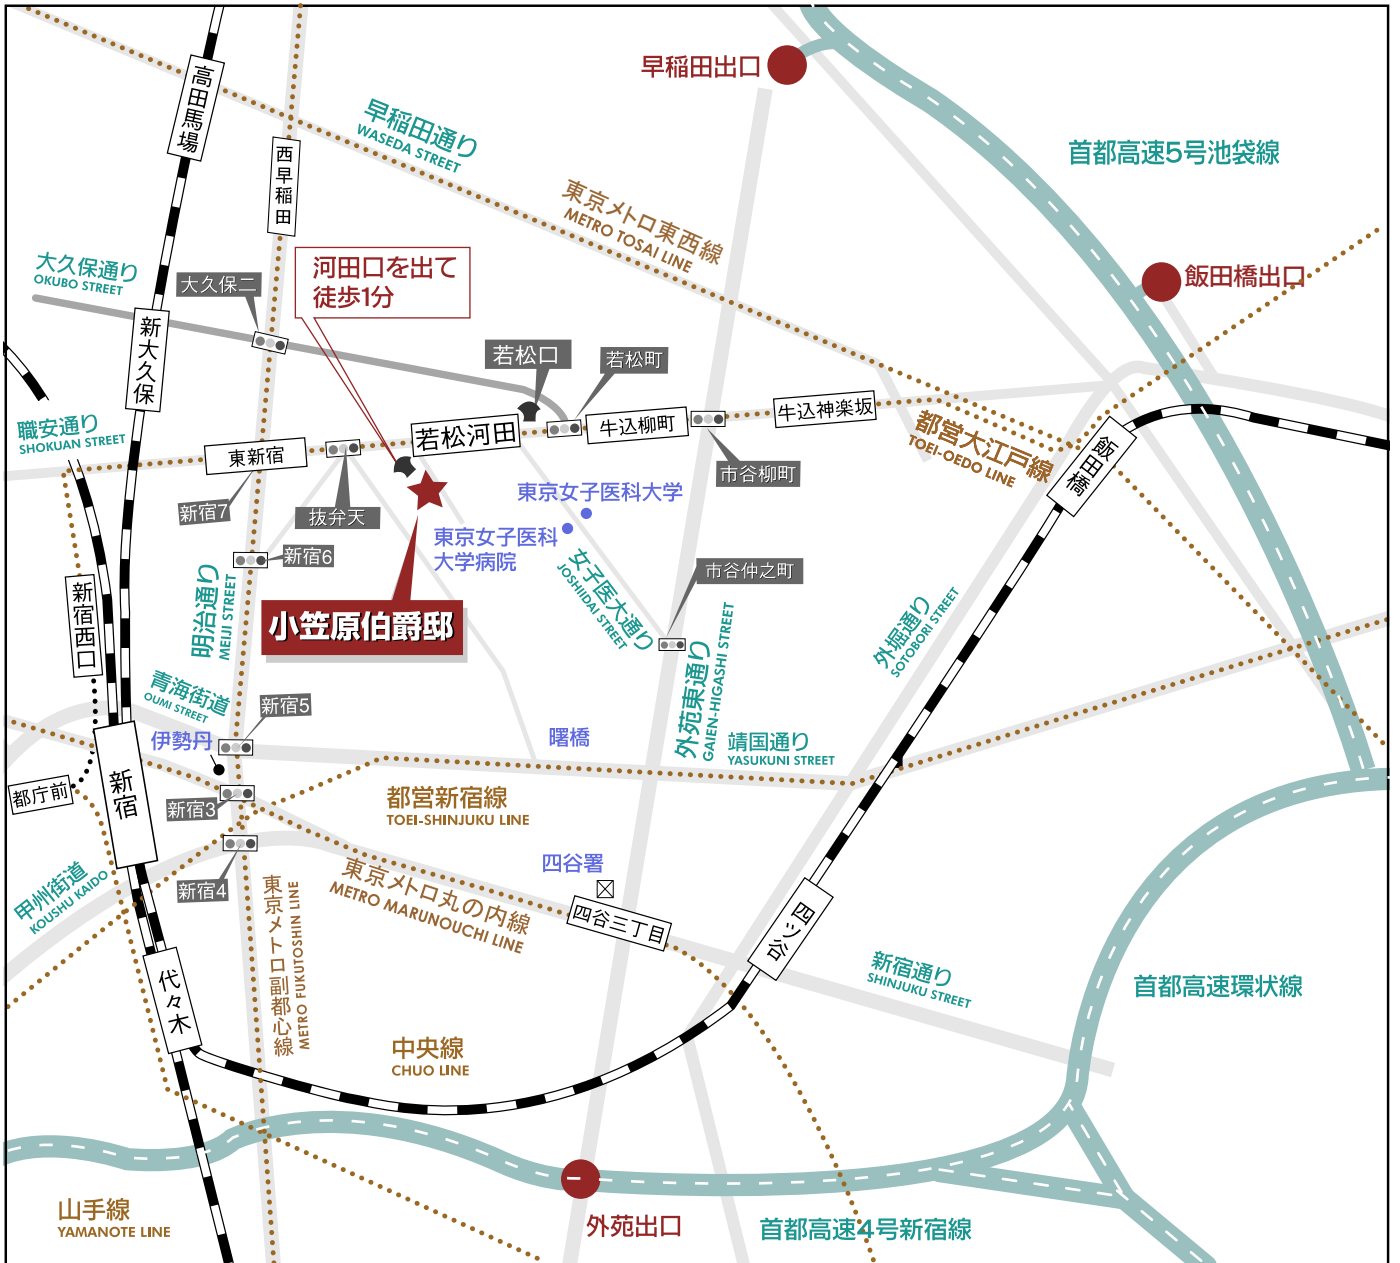 早稲田出口
高田馬場
早稲田通り
WASEDA STREET
西早稲田
首都高速5号池袋線
東京メトロ東西線
METRO TOSAI LINE
大久保通り
OKUBO STREET
大久保二
河田口を出て
徒歩1分
飯田橋出口
新大久保
若松口
若松町
職安通り
SHOKUAN STREET
東新宿
若松河田
牛込柳町
牛込神楽坂
都営大江戸線
TOEI-OEDO LINE
飯田橋
市谷柳町
新宿7
抜弁天
東京女子医科大学
東京女子医科
大学病院
新宿6
女子医大通り
JOSHIIDAI STREET
市谷仲之町
新宿西口
明治通り
MEIJI STREET
小笠原伯爵邸
外苑東通り
GAIEN-HIGASHI STREET
外堀通り
SOTOBORI STREET
青海街道
OUMI STREET
新宿5
伊勢丹
曙橋
靖国通り
YASUKUNI STREET
都庁前
新宿
新宿3
都営新宿線
TOEI-SHINJUKU LINE
甲州街道
KOUSHU KAIDO
新宿4
東京メトロ丸の内線
METRO MARUNOUCHI LINE
四谷署
四谷三丁目
四ツ谷
東京メトロ副都心線
METRO FUKUTOSHIN LINE
新宿通り
SHINJUKU STREET
代々木
首都高速環状線
中央線
CHUO LINE
山手線
YAMANOTE LINE
外苑出口
首都高速4号新宿線